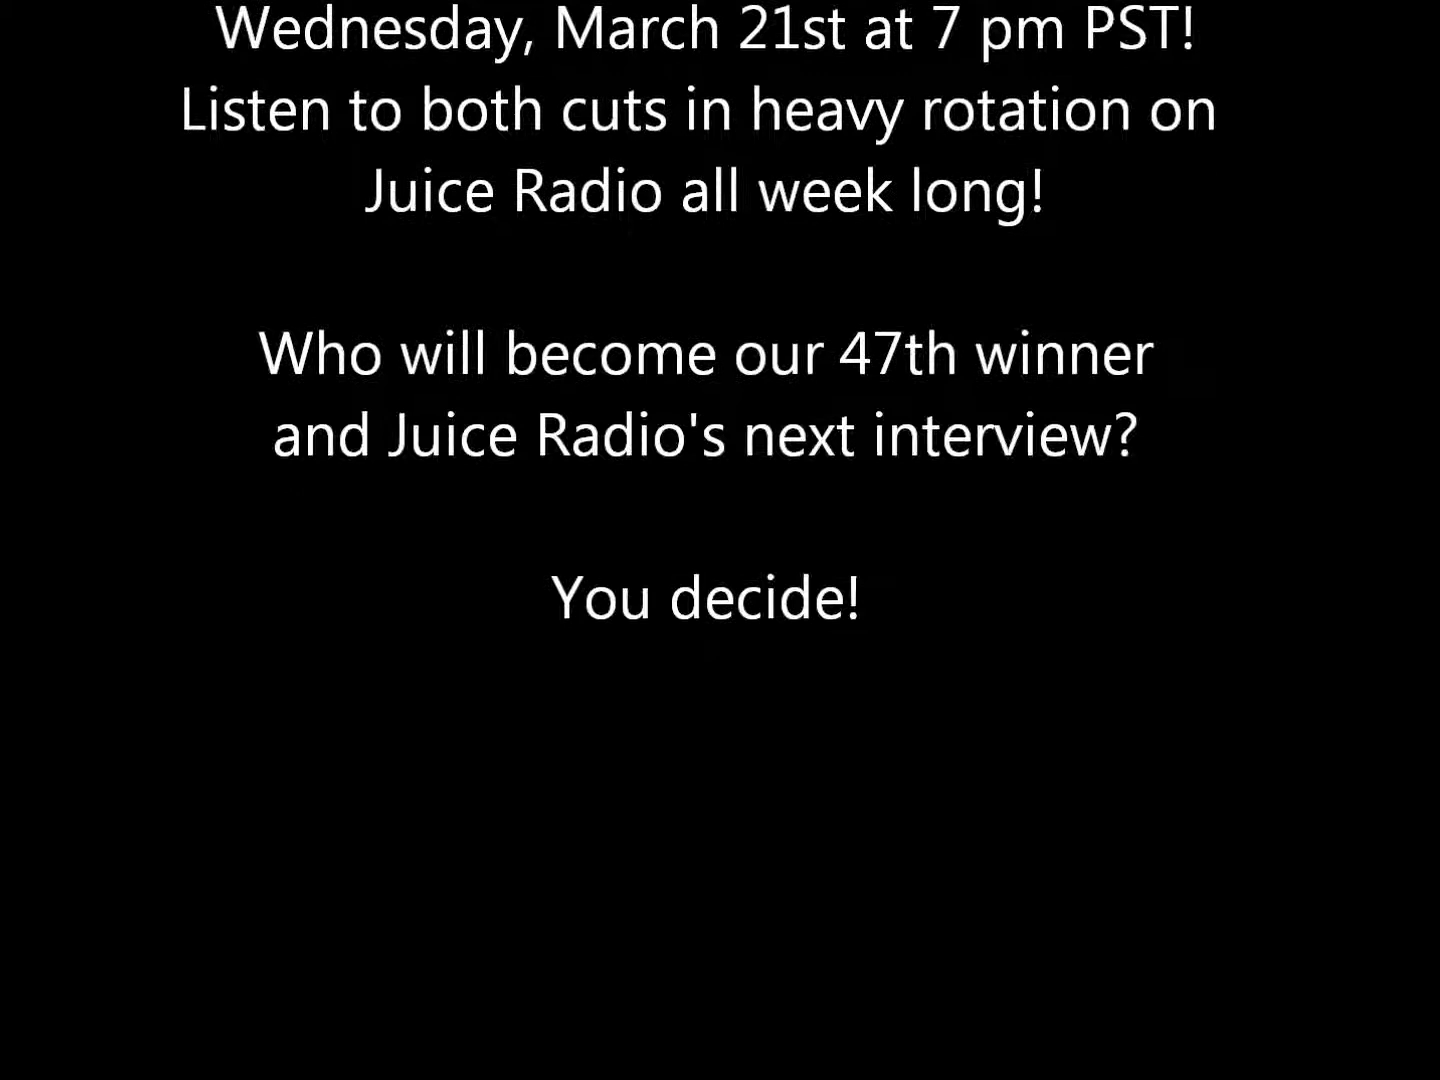 Wednesday, March 21st at 7 pm PST!
Listen to both cuts in heavy rotation on
Juice Radio all week long!
Who will become our 47th winner
and Juice Radio's next interview?
You decide!